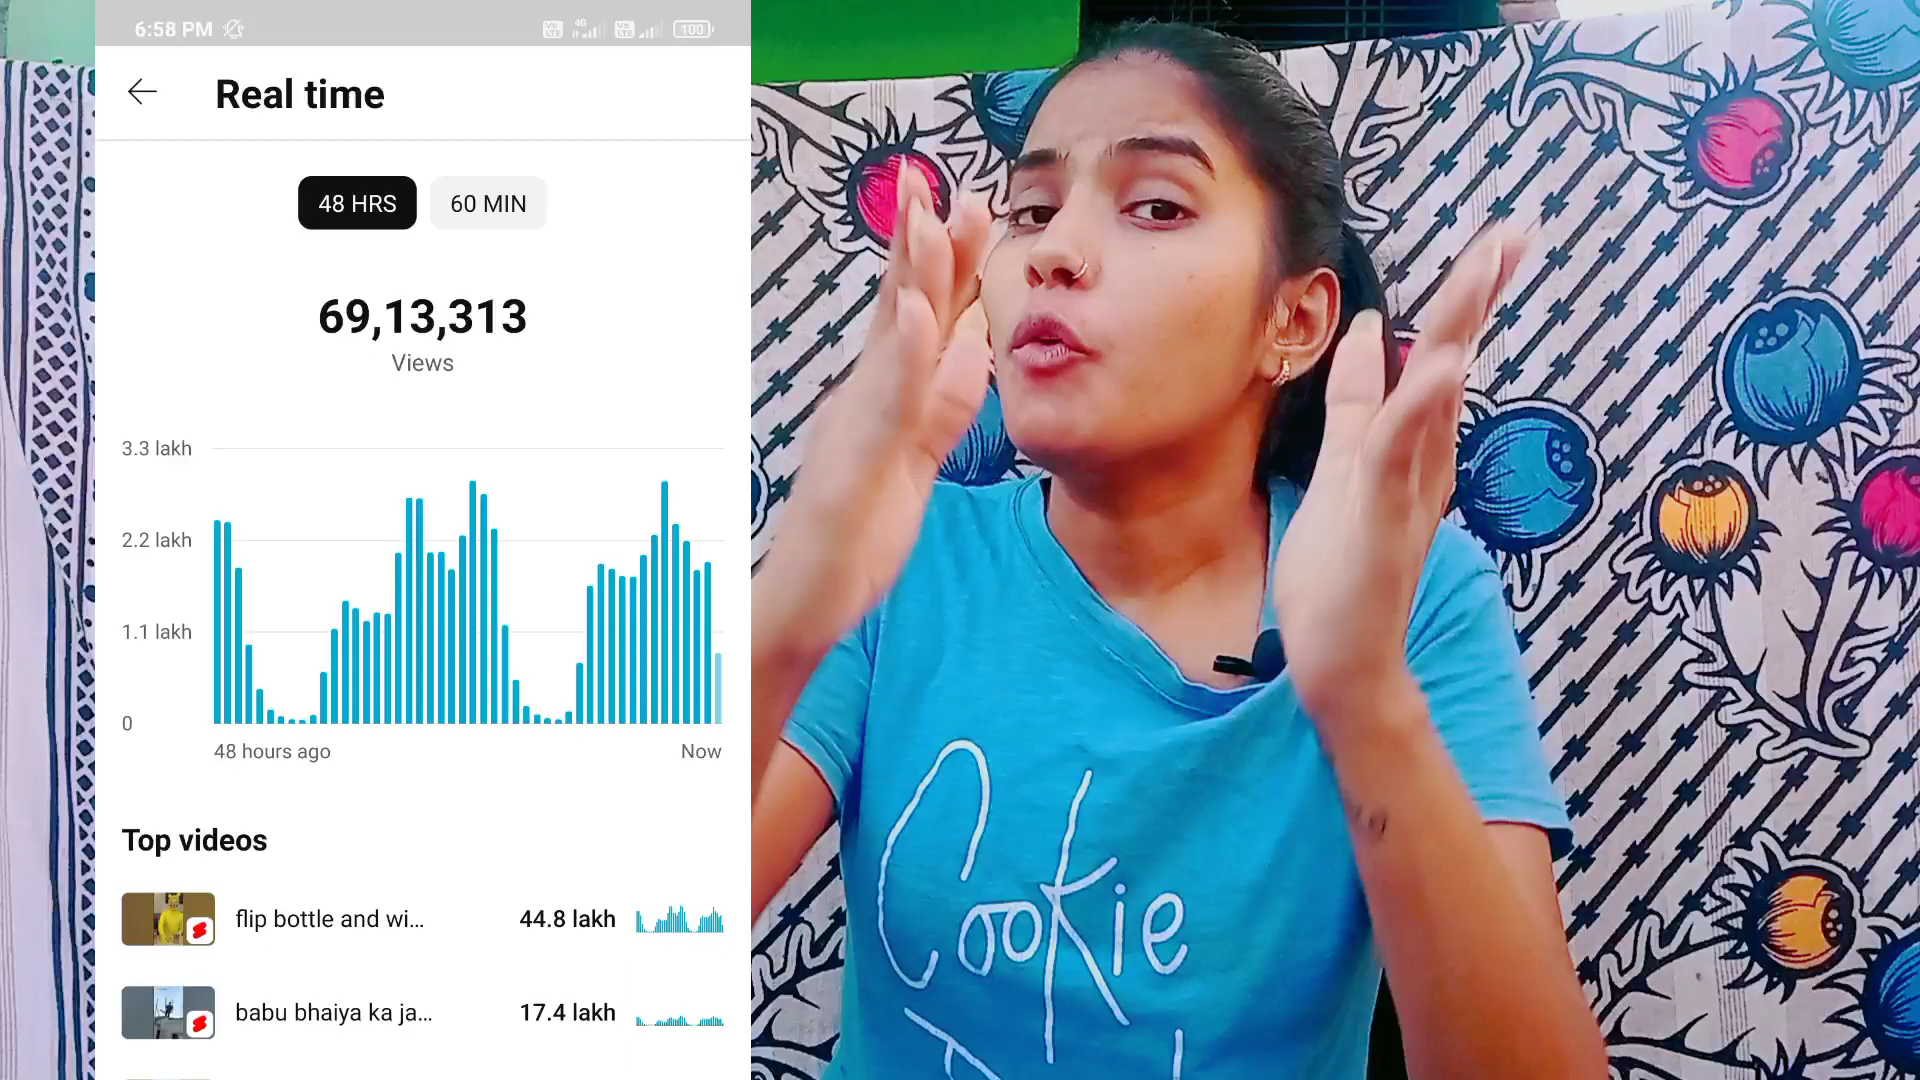 6:58 PM
4G
100
Real time
48 HRS
60 MIN
69,13,313
Views
3.3 lakh
2.2 lakh
1.1 lakh
0
48 hours ago
Now
Top videos
flip bottle and wi...
44.8 lakh
babu bhaiya ka ja...
17.4 lakh
Cookie